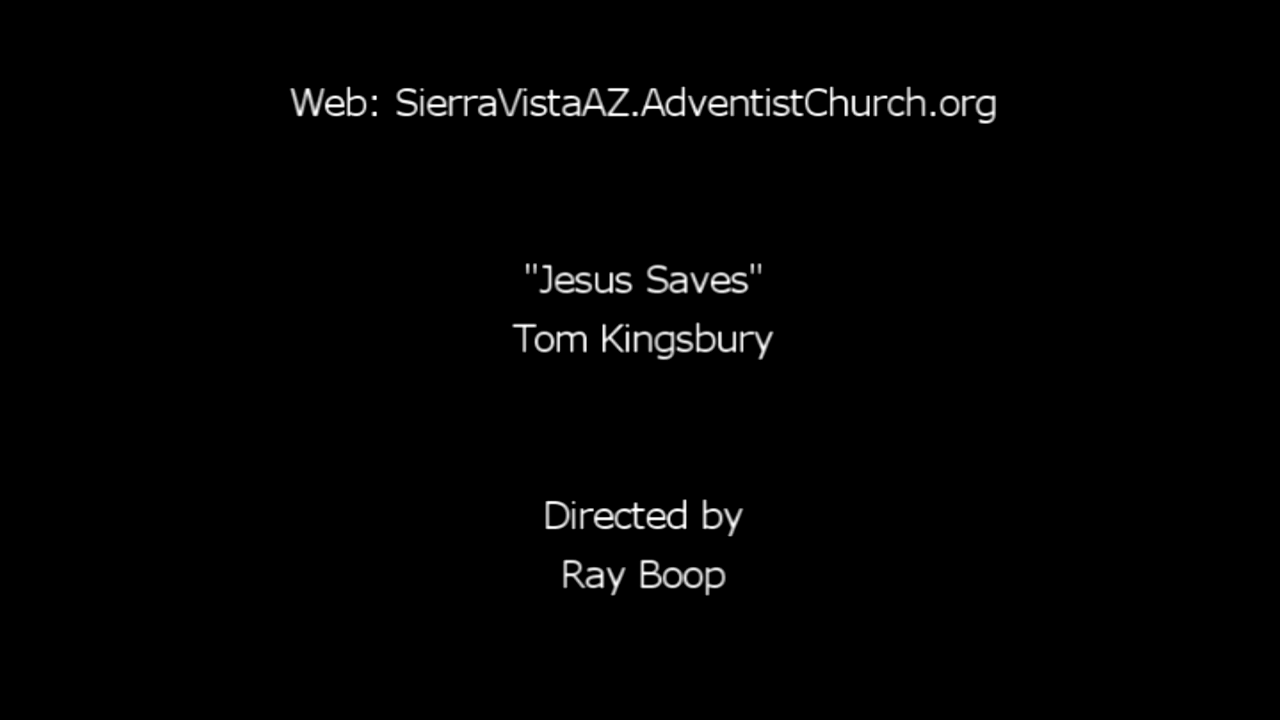 Web: SierraVistaAZ.AdventistChurch.org
"Jesus Saves"
Tom Kingsbury
Directed by
Ray Boop